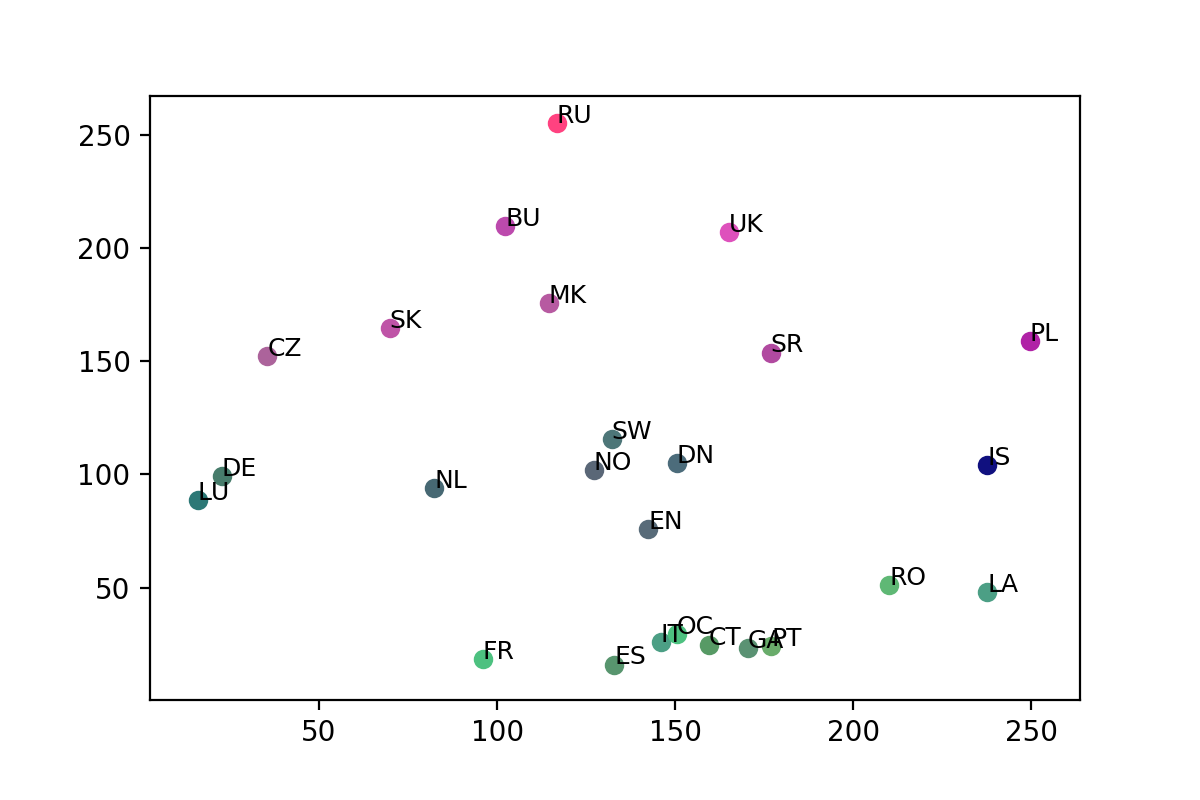 RU
250
BU
UK
200
MK
SK
PL
SR
CZ
150
SW
NO
DN
IS
DE
NL
100
LU
EN
RO
LA
50
OC
IT
CT
GA
PT
FR
ES
50 100 150 200 250